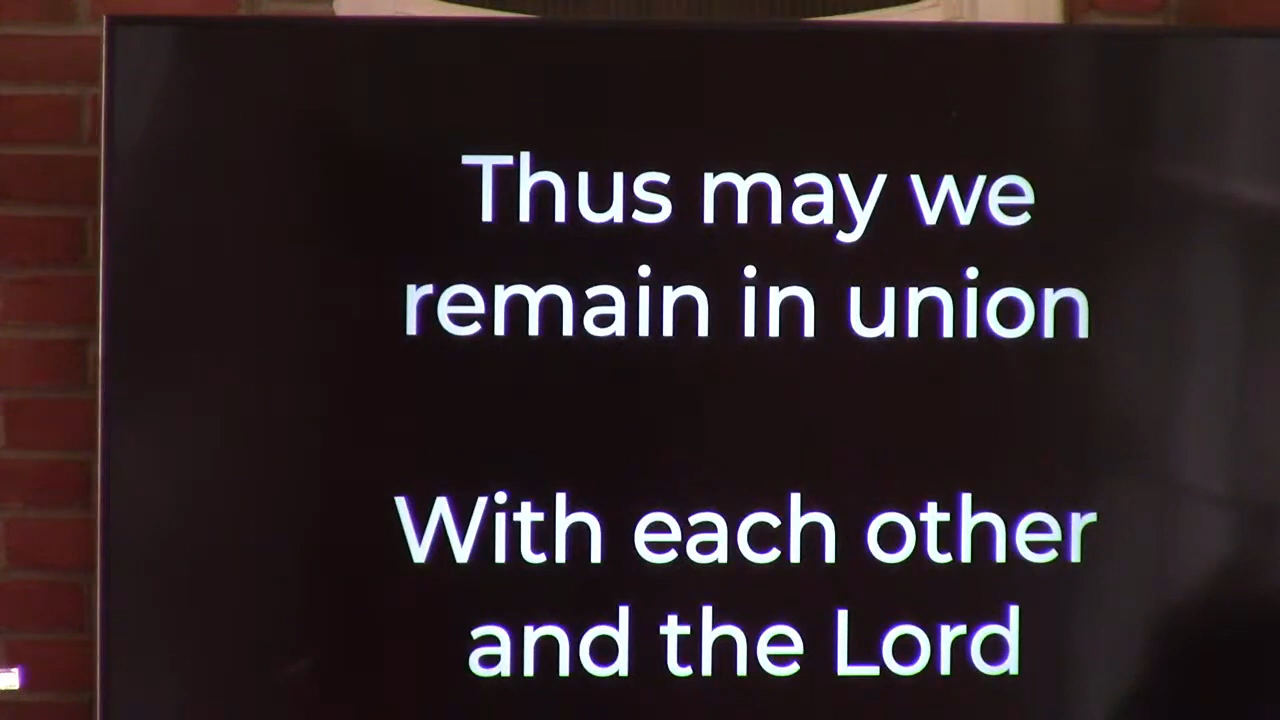 Thus may we
remain in union
With each other
and the Lord